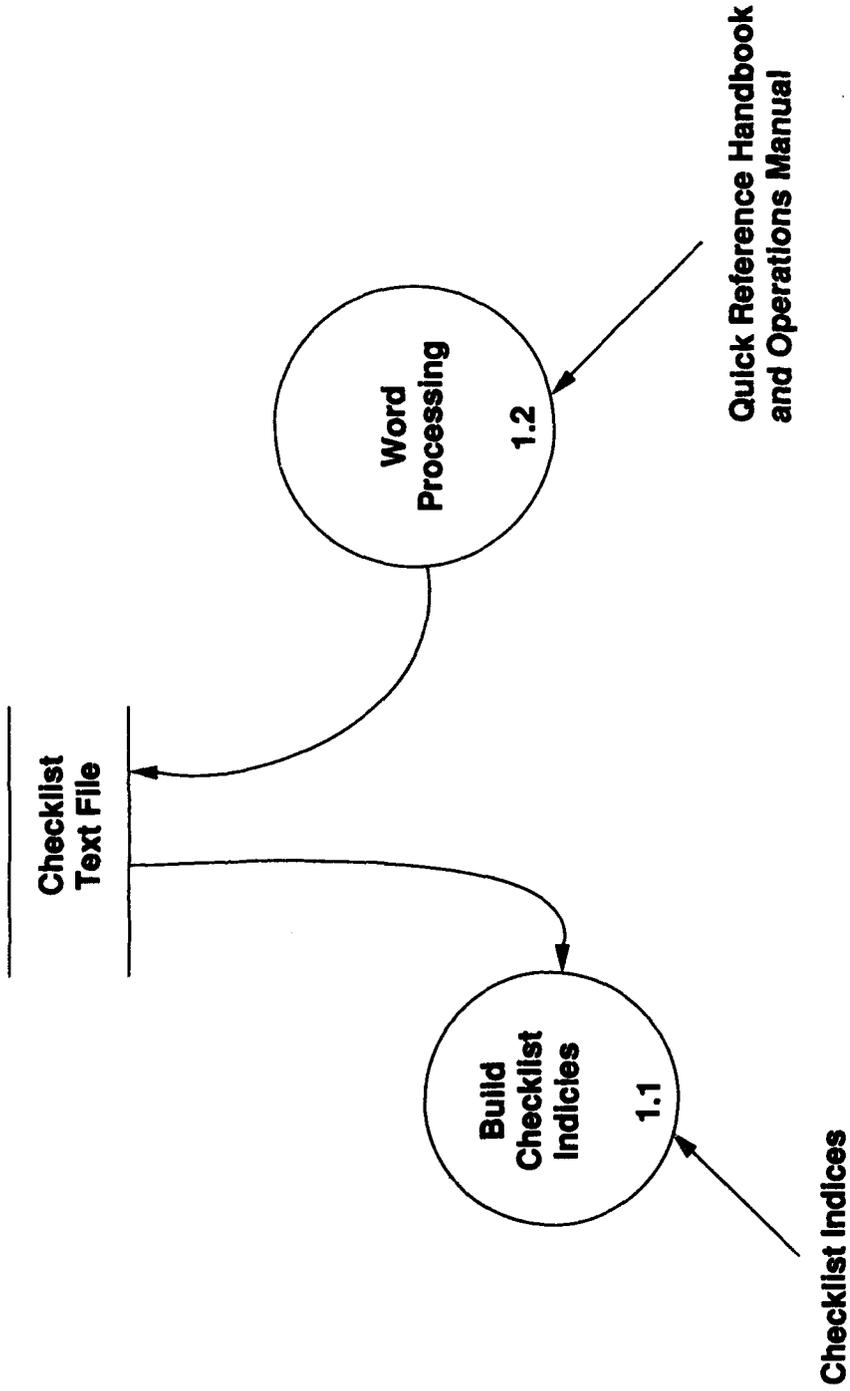 Checklist
Text File
Build
Checklist
Indicies
1.1
Word
Processing
1.2
Checklist Indices
Quick Reference Handbook
and Operations Manual